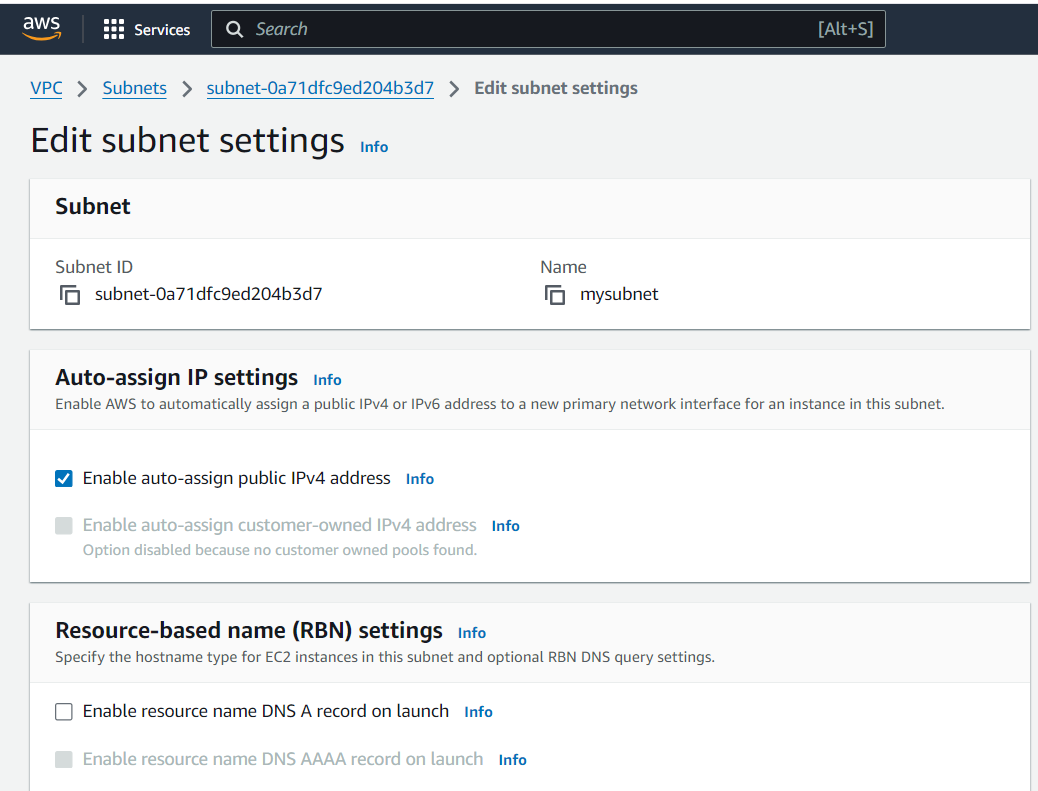 aws Services Search [Alt+S]
VPC Subnets subnet-0a71dfc9ed204b3d7 Edit subnet settings
Edit subnet settings Info
Subnet
Subnet ID Name
subnet-0a71dfc9ed204b3d7 mysubnet
Auto-assign IP settings Info
Enable AWS to automatically assign a public IPv4 or IPv6 address to a new primary network interface for an instance in this subnet.
Enable auto-assign public IPv4 address Info
Enable auto-assign customer-owned IPv4 address Info
Option disabled because no customer owned pools found.
Resource-based name (RBN) settings Info
Specify the hostname type for EC2 instances in this subnet and optional RBN DNS query settings.
Enable resource name DNS A record on launch Info
Enable resource name DNS AAAA record on launch Info